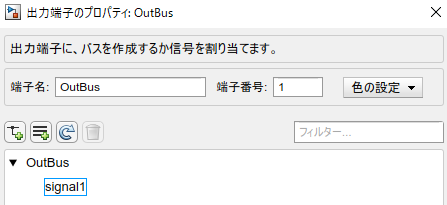 出力端子のプロパティ: OutBus
出力端子に、バスを作成するか信号を割り当てます。
端子名: OutBus 端子番号: 1 色の設定
フィルター...
OutBus
signal1